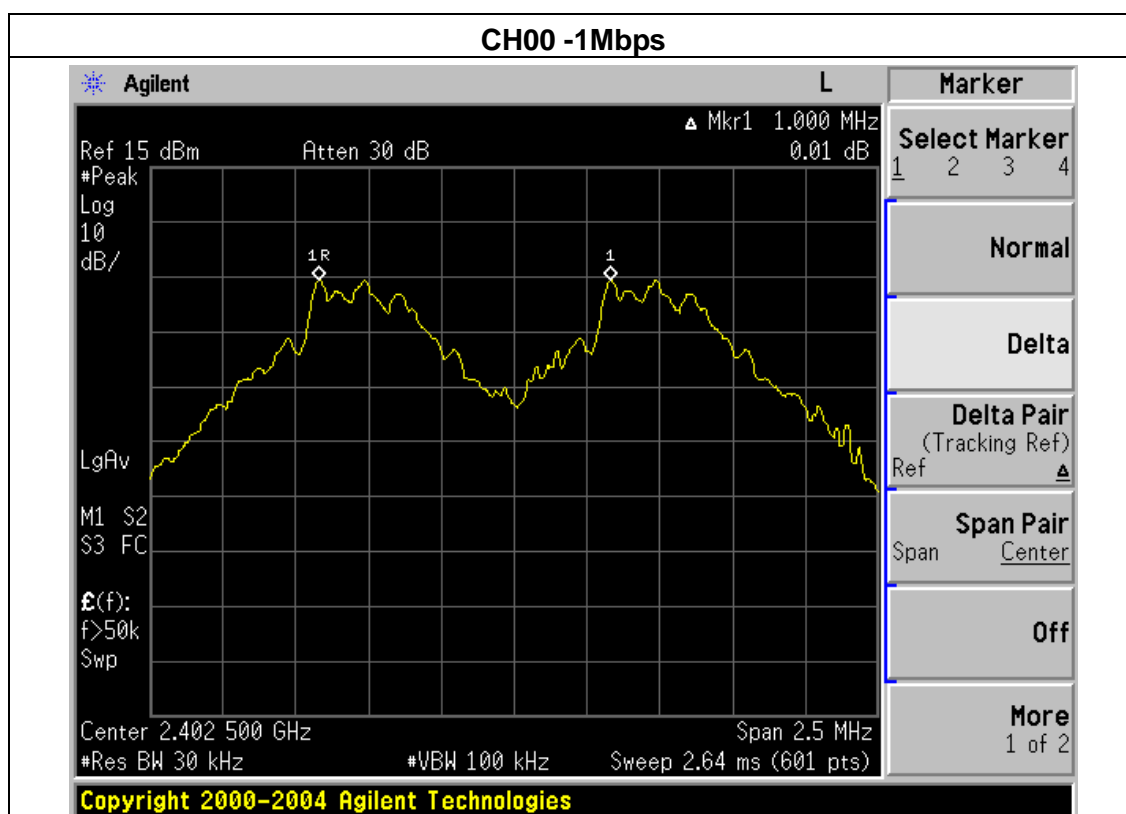 CH00 -1Mbps
Agilent L Marker
Δ Mkr1 1.000 MHz
Ref 15 dBm Atten 30 dB 0.01 dB
#Peak
Log
10
dB/
1R 1
LgAv
M1 S2
S3 FC
£(f):
f>50k
Swp
Center 2.402 500 GHz Span 2.5 MHz
#Res BW 30 kHz #VBW 100 kHz Sweep 2.64 ms (601 pts)
Copyright 2000-2004 Agilent Technologies
Select Marker
1 2 3 4
Normal
Delta
Delta Pair
(Tracking Ref)
Ref Δ
Span Pair
Span Center
Off
More
1 of 2